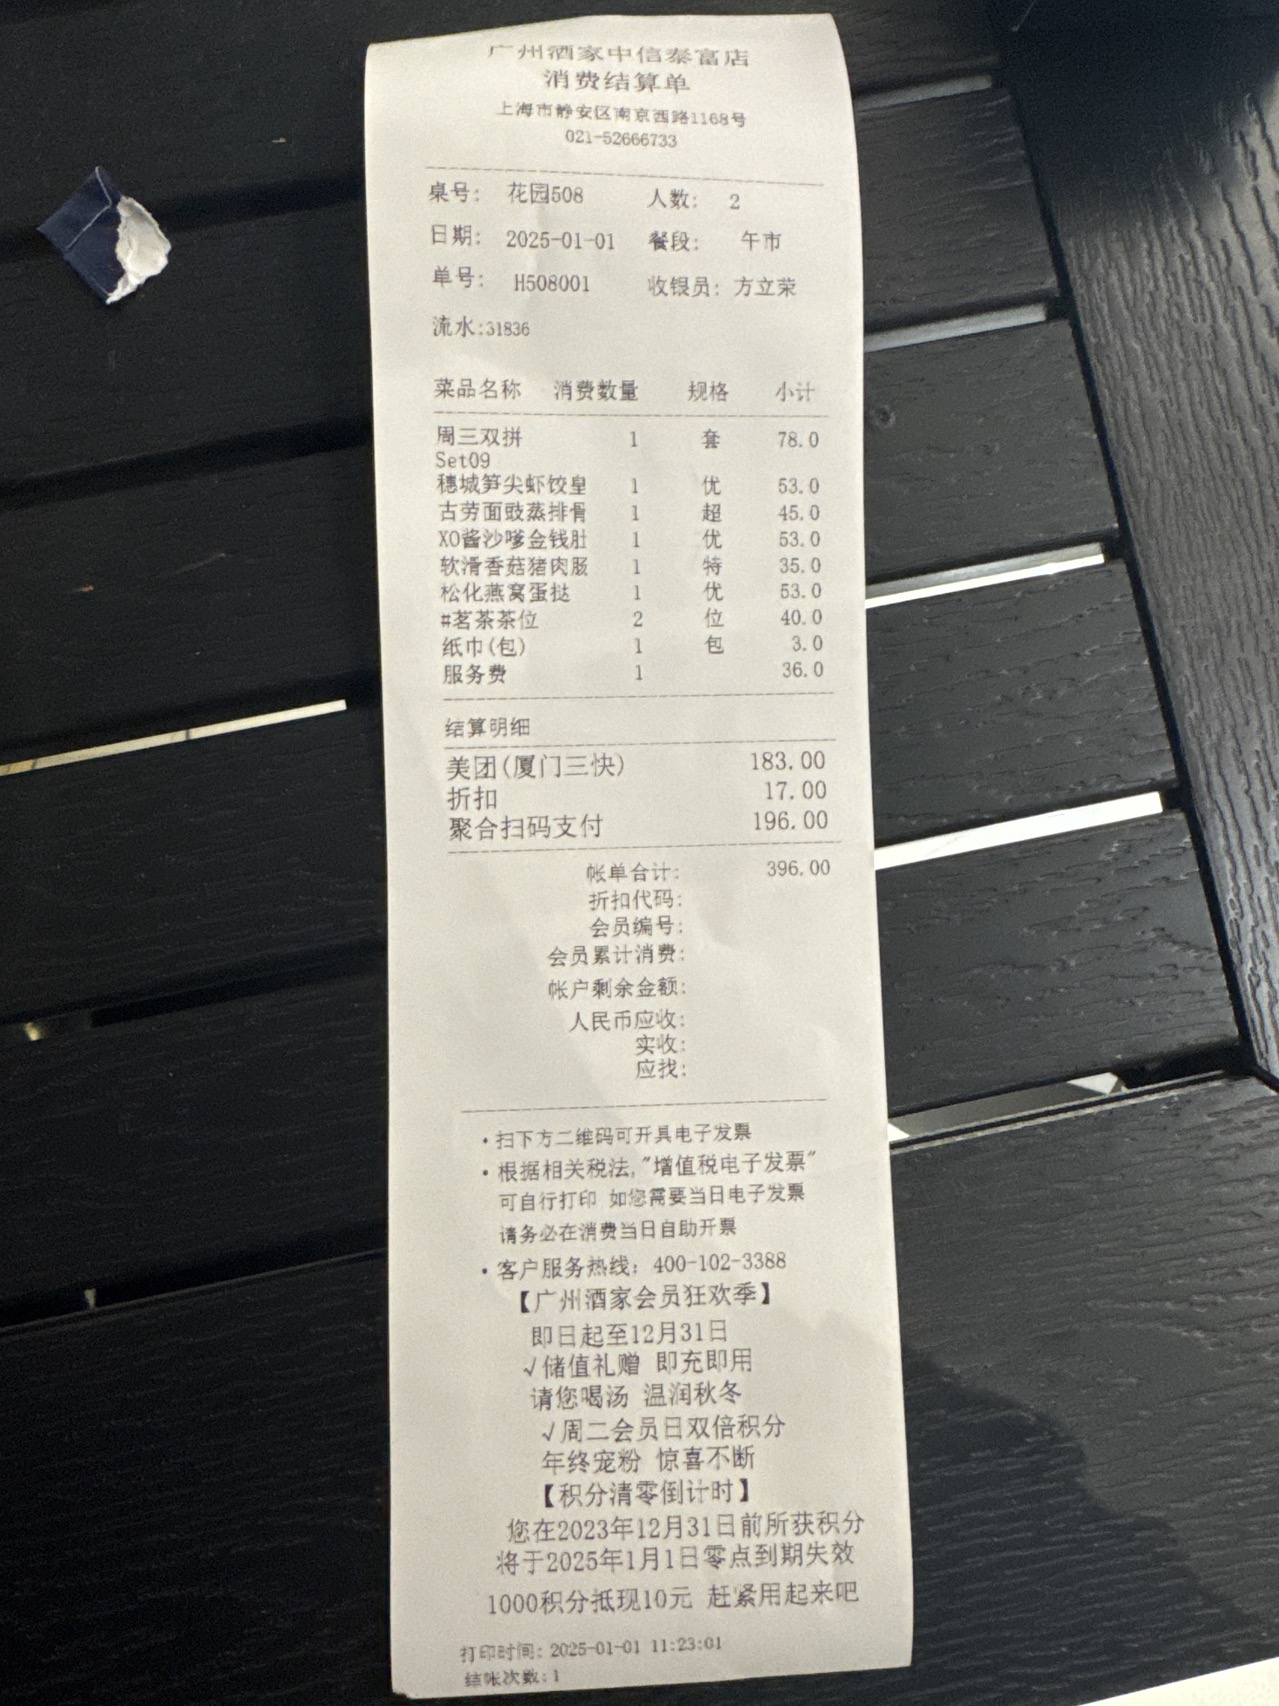 广州酒家中信泰富店
消费结算单
上海市静安区南京西路1168号
021-52666733
桌号: 花园508 人数: 2
日期: 2025-01-01 餐段: 午市
单号: H508001 收银员: 方立荣
流水:31836
菜品名称 消费数量 规格 小计
周三双拼 1 套 78.0
Set09
穗城笋尖虾饺皇 1 优 53.0
古劳面豉蒸排骨 1 超 45.0
XO酱沙嗲金钱肚 1 优 53.0
软滑香菇猪肉肠 1 特 35.0
松化燕窝蛋挞 1 优 53.0
#茗茶茶位 2 位 40.0
纸巾(包) 1 包 3.0
服务费 1 36.0
结算明细
美团(厦门三快) 183.00
折扣 17.00
聚合扫码支付 196.00
帐单合计: 396.00
折扣代码:
会员编号:
会员累计消费:
帐户剩余金额:
人民币应收:
实收:
应找:
·扫下方二维码可开具电子发票
·根据相关税法,"增值税电子发票"
可自行打印 如您需要当日电子发票
请务必在消费当日自助开票
·客户服务热线: 400-102-3388
【广州酒家会员狂欢季】
即日起至12月31日
√储值礼赠 即充即用
请您喝汤 温润秋冬
√周二会员日双倍积分
年终宠粉 惊喜不断
【积分清零倒计时】
您在2023年12月31日前所获积分
将于2025年1月1日零点到期失效
1000积分抵现10元 赶紧用起来吧
打印时间: 2025-01-01 11:23:01
结帐次数:1